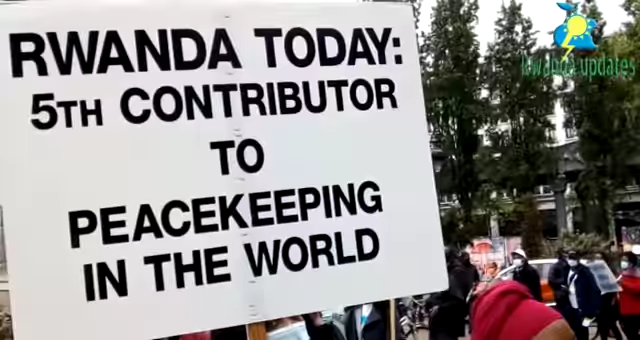 RWANDA TODAY:
5TH CONTRIBUTOR
TO
PEACEKEEPING
IN THE WORLD
Rwanda updates